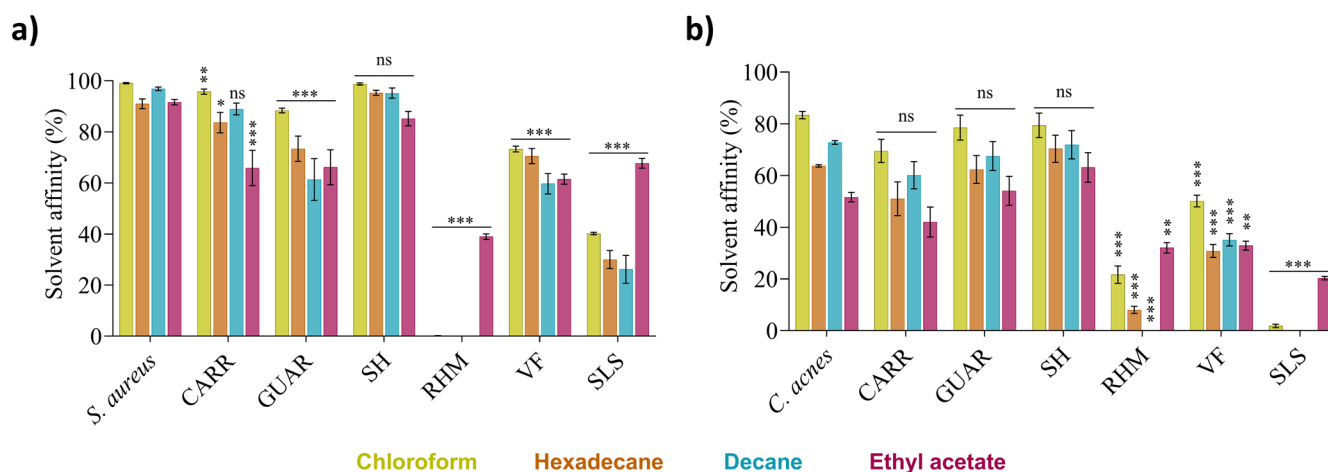 a)
Solvent affinity (%)
100
80
60
40
20
0
**
*
ns
***
***
ns
***
***
***
S. aureus
CARR
GUAR
SH
RHM
VF
SLS
b)
Solvent affinity (%)
100
80
60
40
20
0
ns
ns
ns
***
***
***
**
***
***
***
**
***
C. acnes
CARR
GUAR
SH
RHM
VF
SLS
Chloroform Hexadecane Decane Ethyl acetate